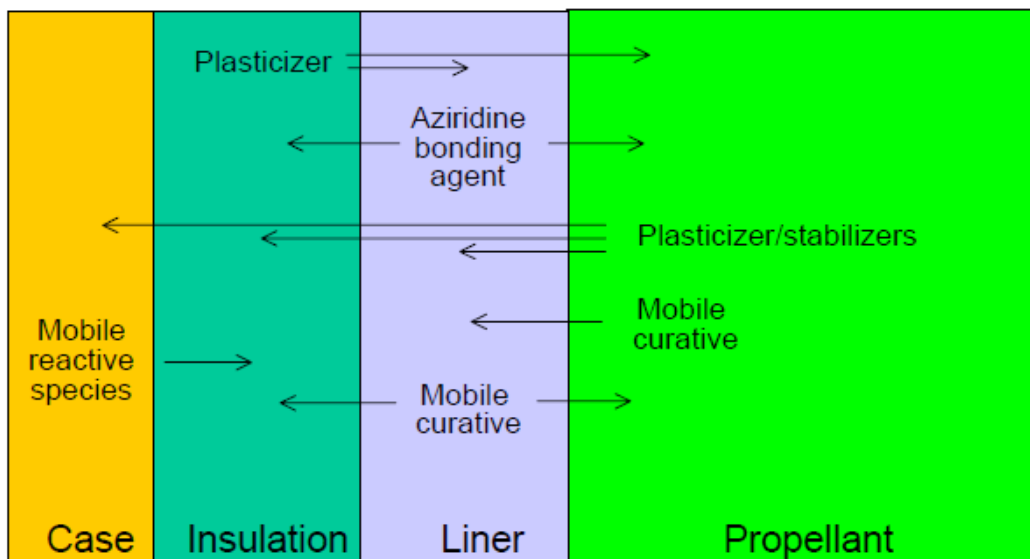 Plasticizer
Aziridine
bonding
agent
Plasticizer/stabilizers
Mobile
curative
Mobile
reactive
species
Mobile
curative
Case
Insulation
Liner
Propellant